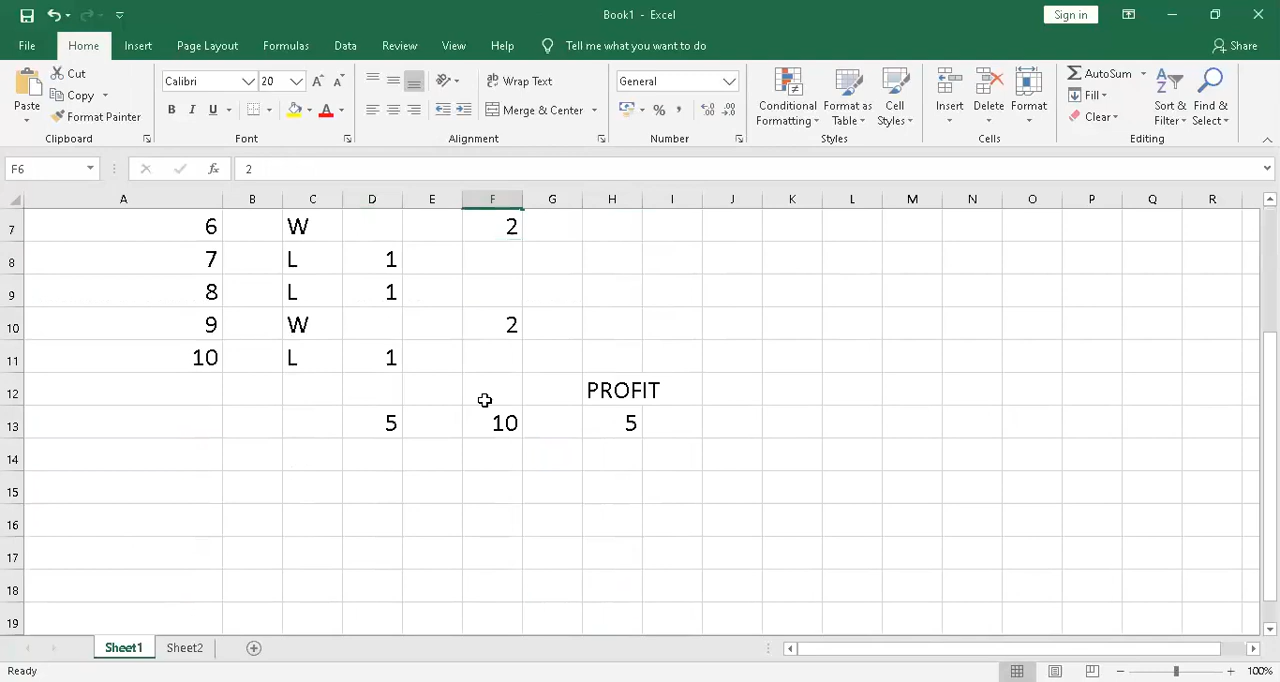 Book1 - Excel
Sign in
File Home Insert Page Layout Formulas Data Review View Help Tell me what you want to do Share
Paste Cut Copy Format Painter Clipboard
Calibri 20 A A B I U A Font
Wrap Text Merge & Center Alignment
General % , Number
Conditional Formatting Format as Table Cell Styles Styles
Insert Delete Format Cells
AutoSum Fill Clear Sort & Filter Find & Select Editing
F6 fx 2
A B C D E F G H I J K L M N O P Q R
7 6 W 2
8 7 L 1
9 8 L 1
10 9 W 2
11 10 L 1
12 PROFIT
13 5 10 5
14
15
16
17
18
19
Sheet1 Sheet2
Ready 100%